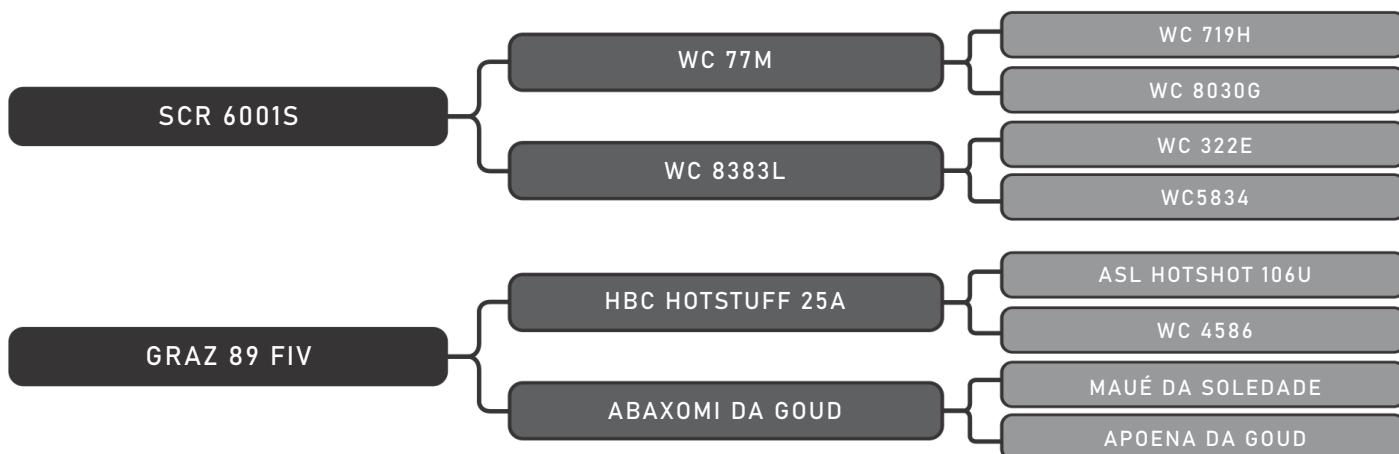 SCR 6001S
WC 77M
WC 719H
WC 8030G
WC 8383L
WC 322E
WC5834
GRAZ 89 FIV
HBC HOTSTUFF 25A
ASL HOTSHOT 106U
WC 4586
ABAXOMI DA GOUD
MAUÉ DA SOLEDADE
APOENA DA GOUD